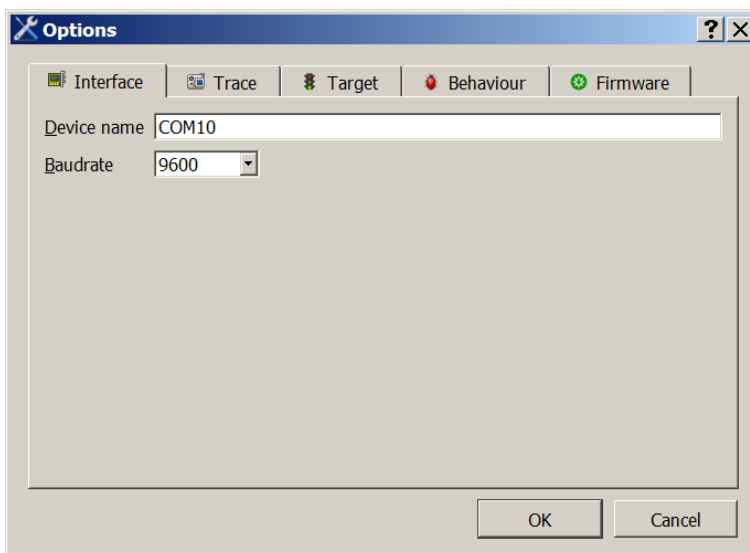 Options
Interface Trace Target Behaviour Firmware
Device name COM10
Baudrate 9600
OK Cancel